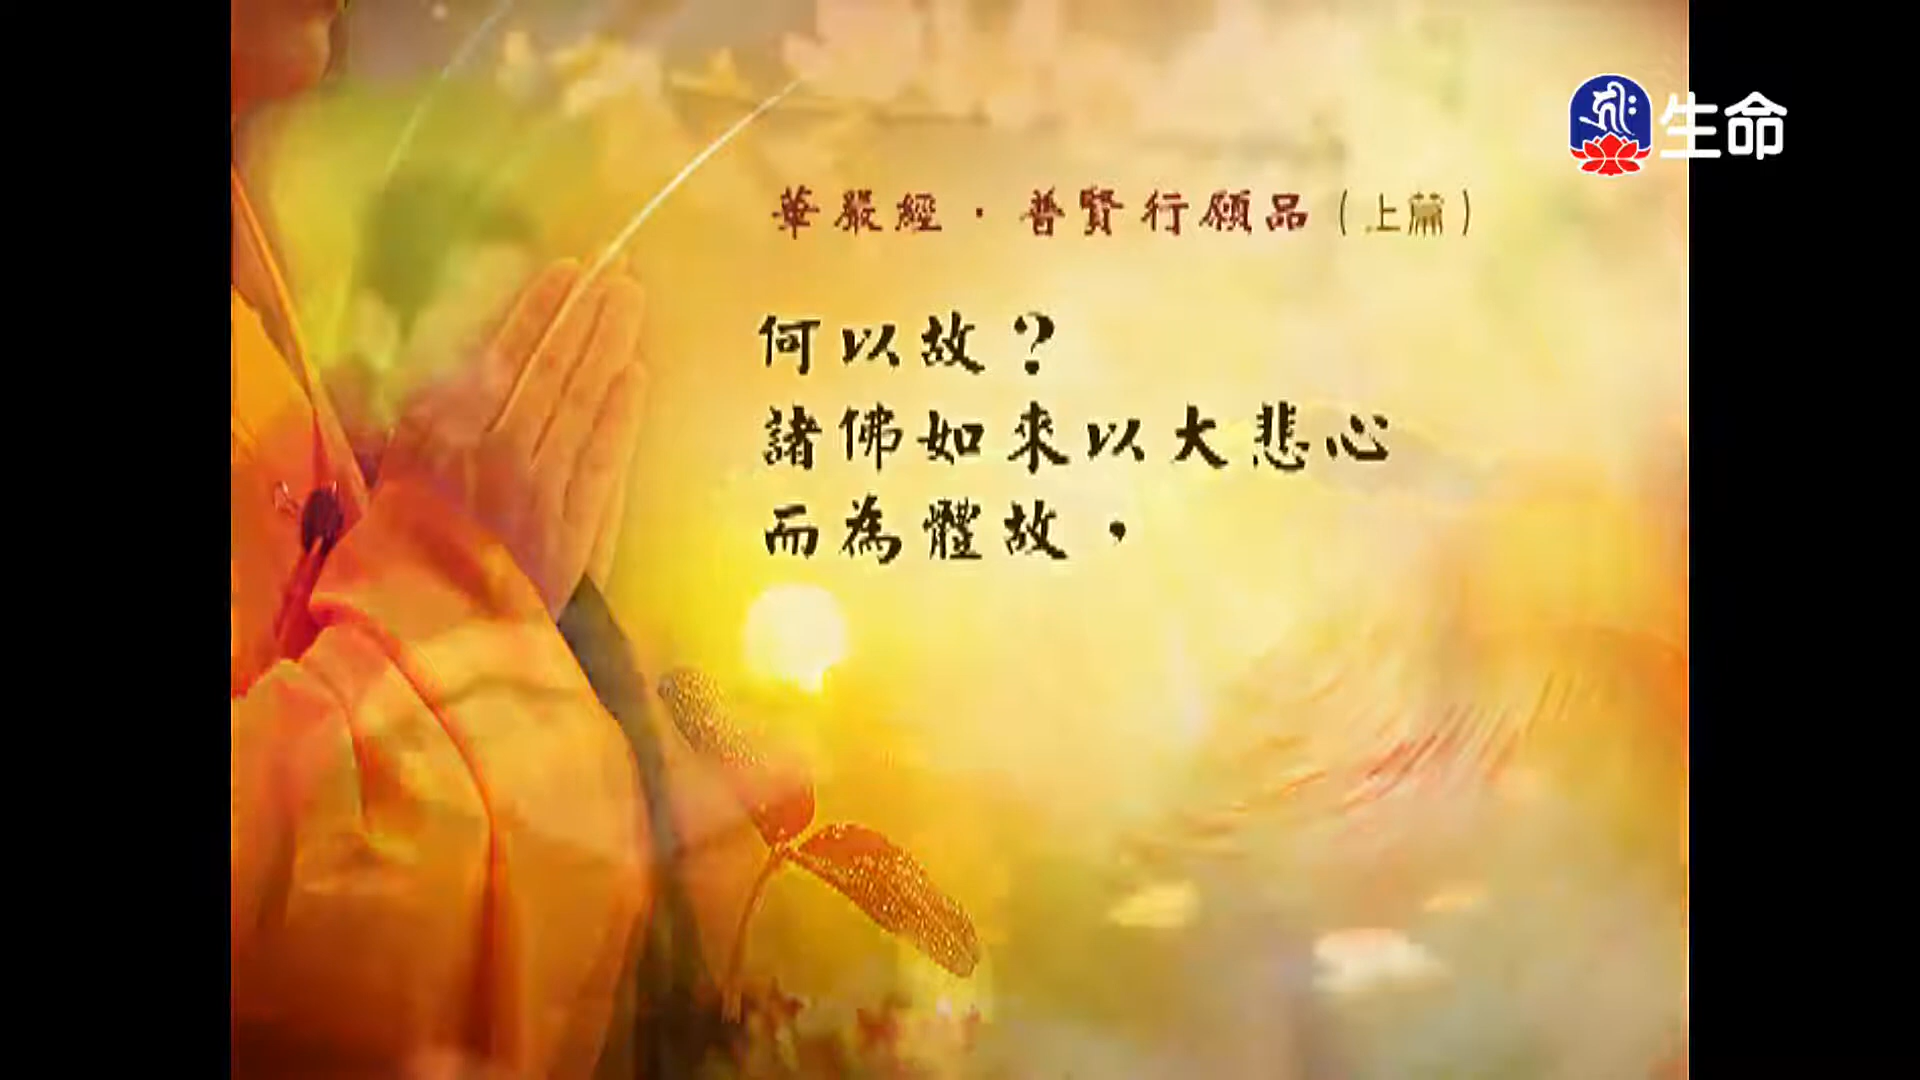 生命
華嚴經．普賢行願品（上篇）
何以故？
諸佛如來以大悲心
而為體故．